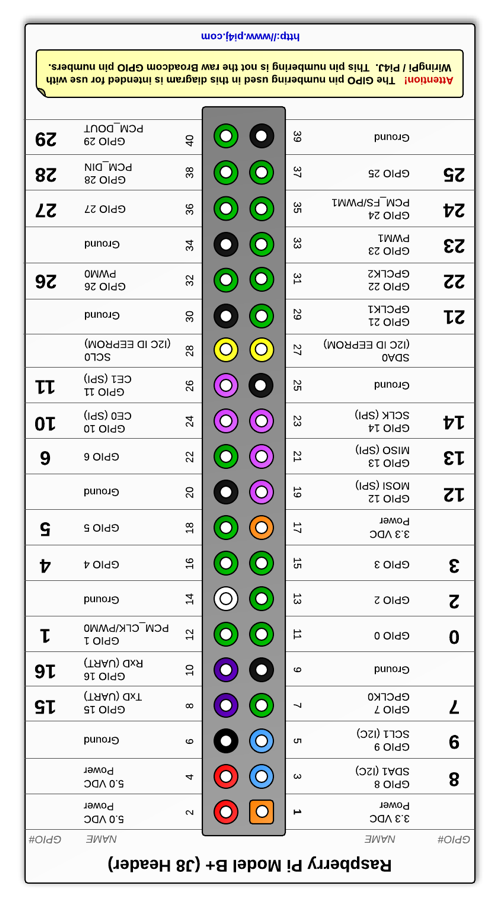 Raspberry Pi Model B+ (J8 Header)
GPIO# NAME NAME GPIO#
3.3 VDC
Power
1
2
5.0 VDC
Power
8
GPIO 8
SDA1 (I2C)
3
4
5.0 VDC
Power
9
GPIO 9
SCL1 (I2C)
5
6
Ground
7
GPIO 7
GPCLK0
7
8
GPIO 15
TxD (UART)
15
Ground
9
10
GPIO 16
RxD (UART)
16
0
GPIO 0
11
12
GPIO 1
PCM_CLK/PWM0
1
2
GPIO 2
13
14
Ground
3
GPIO 3
15
16
GPIO 4
4
3.3 VDC
Power
17
18
GPIO 5
5
12
GPIO 12
MOSI (SPI)
19
20
Ground
13
GPIO 13
MISO (SPI)
21
22
GPIO 6
6
14
GPIO 14
SCLK (SPI)
23
24
GPIO 10
CE0 (SPI)
10
Ground
25
26
GPIO 11
CE1 (SPI)
11
SDA0
(I2C ID EEPROM)
27
28
SCL0
(I2C ID EEPROM)
21
GPIO 21
GPCLK1
29
30
Ground
22
GPIO 22
GPCLK2
31
32
GPIO 26
PWM0
26
23
GPIO 23
PWM1
33
34
Ground
24
GPIO 24
PCM_FS/PWM1
35
36
GPIO 27
27
25
GPIO 25
37
38
GPIO 28
PCM_DIN
28
Ground
39
40
GPIO 29
PCM_DOUT
29
Attention! The GIPO pin numbering used in this diagram is intended for use with
WiringPi / Pi4J. This pin numbering is not the raw Broadcom GPIO pin numbers.
http://www.pi4j.com